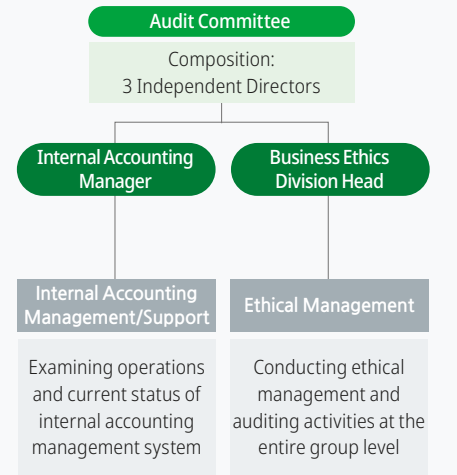 Audit Committee
Composition:
3 Independent Directors
Internal Accounting
Manager
Business Ethics
Division Head
Internal Accounting
Management/Support
Ethical Management
Examining operations
and current status of
internal accounting
management system
Conducting ethical
management and
auditing activities at the
entire group level